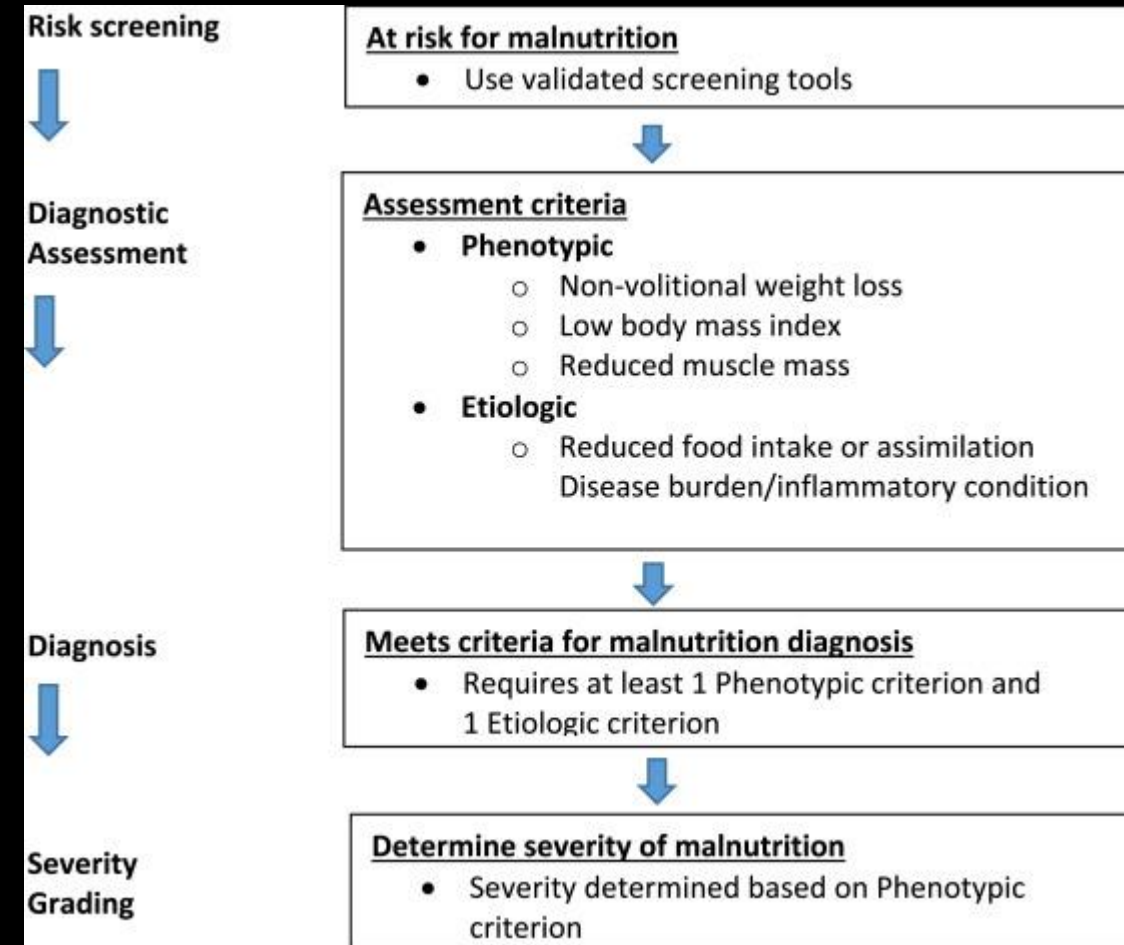 Risk screening
At risk for malnutrition
• Use validated screening tools
Diagnostic
Assessment
Assessment criteria
• Phenotypic
o Non-volitional weight loss
o Low body mass index
o Reduced muscle mass
• Etiologic
o Reduced food intake or assimilation
Disease burden/inflammatory condition
Diagnosis
Meets criteria for malnutrition diagnosis
• Requires at least 1 Phenotypic criterion and
1 Etiologic criterion
Severity
Grading
Determine severity of malnutrition
• Severity determined based on Phenotypic
criterion